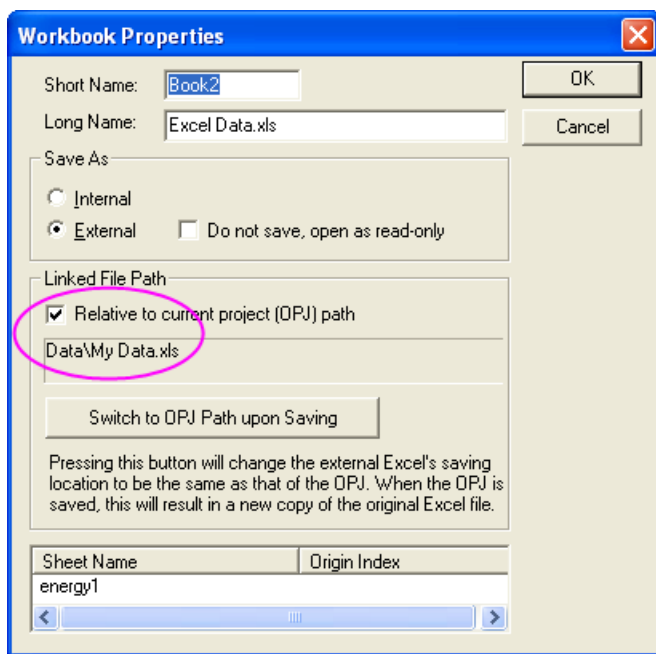 Workbook Properties
Short Name: Book2
OK
Long Name: Excel Data.xls
Cancel
Save As
Internal
External Do not save, open as read-only
Linked File Path
Relative to current project (OPJ) path
Data\My Data.xls
Switch to OPJ Path upon Saving
Pressing this button will change the external Excel's saving
location to be the same as that of the OPJ. When the OPJ is
saved, this will result in a new copy of the original Excel file.
Sheet Name Origin Index
energy1